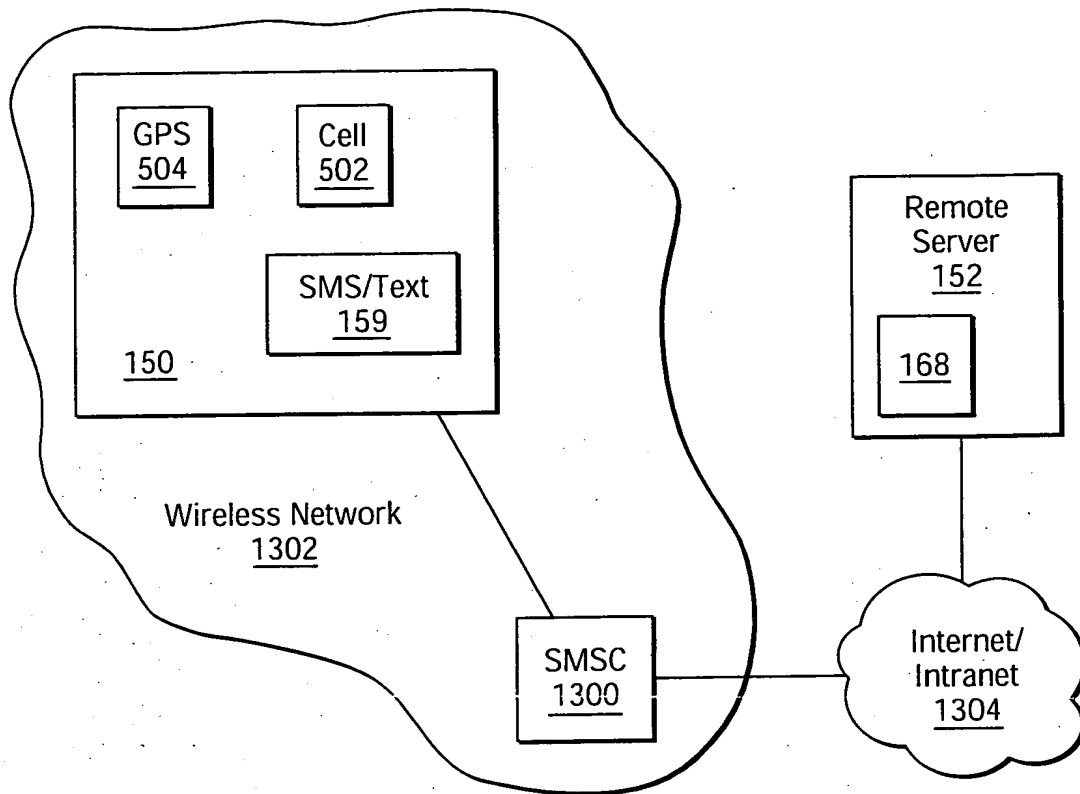 GPS
504
Cell
502
SMS/Text
159
150
Remote
Server
152
168
Wireless Network
1302
SMSC
1300
Internet/
Intranet
1304